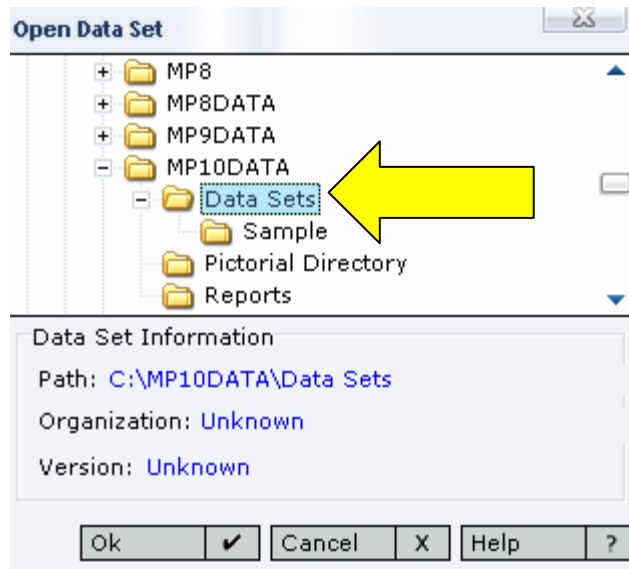 Open Data Set
MP8
MP8DATA
MP9DATA
MP10DATA
Data Sets
Sample
Pictorial Directory
Reports
Data Set Information
Path: C:\MP10DATA\Data Sets
Organization: Unknown
Version: Unknown
Ok ✔ Cancel X Help ?